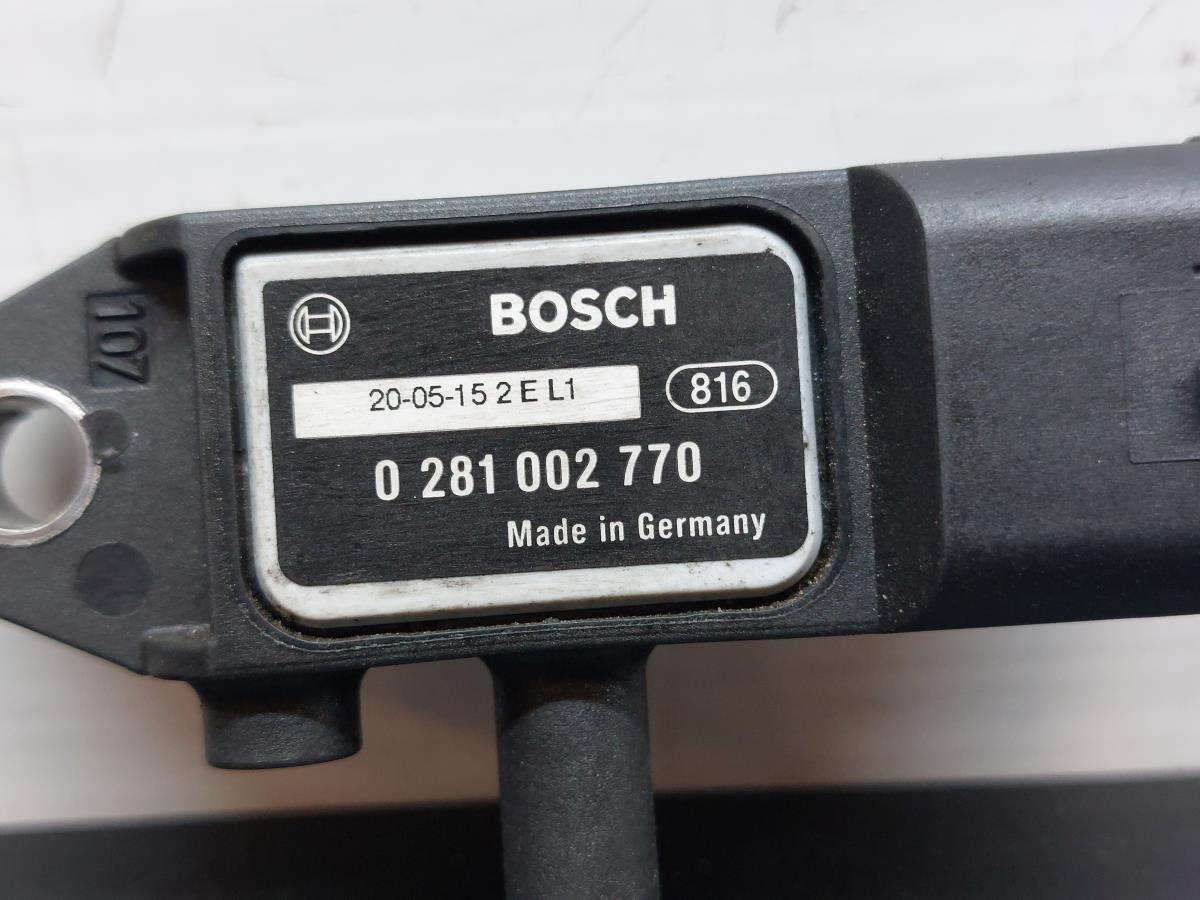 BOSCH
20-05-15 2 E L1
816
0 281 002 770
Made in Germany
107